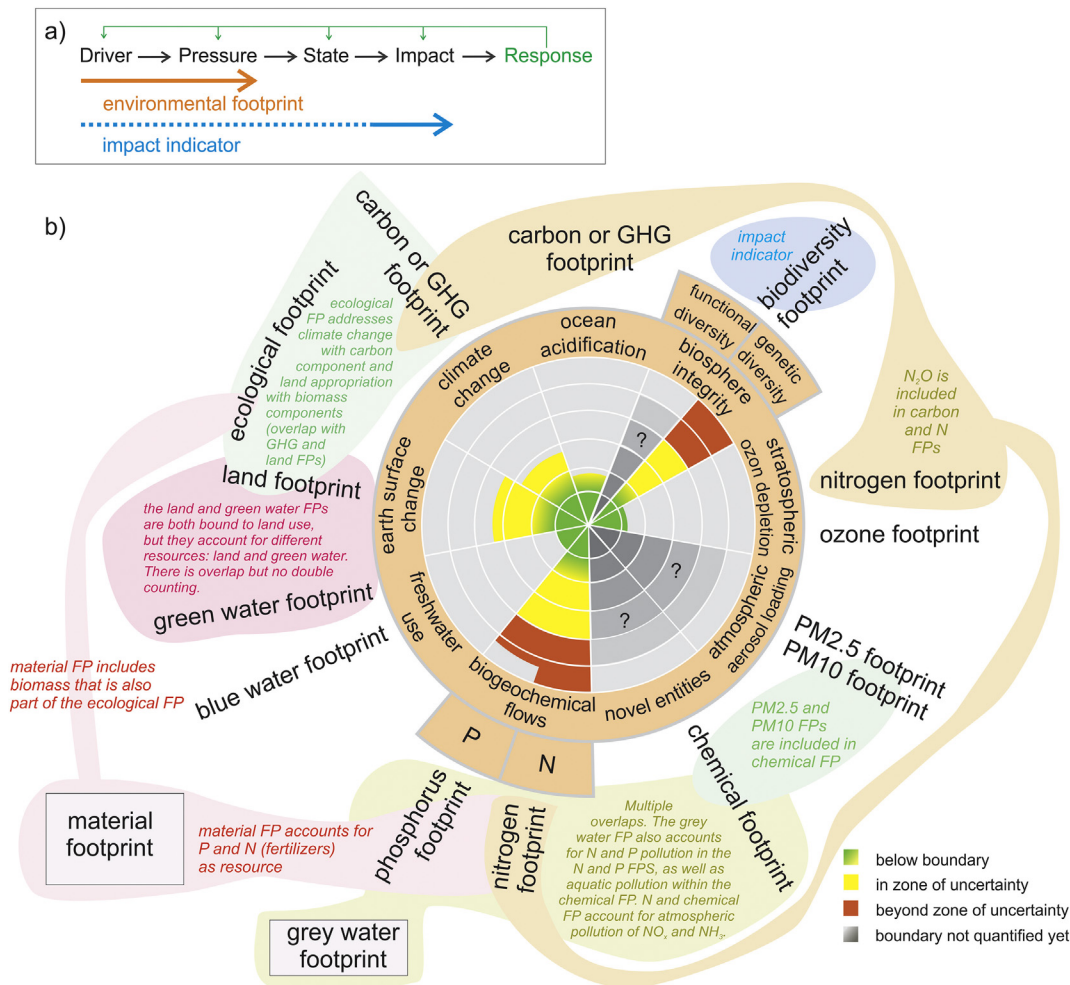 a)
Driver
Pressure
State
Impact
Response
environmental footprint
impact indicator
b)
carbon or GHG
footprint
ecological footprint
ecological
FP addresses
climate change
with carbon
component and
land appropriation
with biomass
components
(overlap with
GHG and
land FPs)
carbon or GHG
footprint
impact
indicator
biodiversity
footprint
functional
diversity
genetic
diversity
N₂O is
included
in carbon
and N
FPs
nitrogen footprint
ozone footprint
land footprint
the land and green water FPs
are both bound to land use,
but they account for different
resources: land and green water.
There is overlap but no double
counting.
green water footprint
blue water footprint
climate
change
ocean
acidification
biosphere
integrity
stratospheric
ozon depletion
atmospheric
aerosol loading
novel entities
biogeochemical
flows
freshwater
use
earth surface
change
?
?
?
P
N
PM2.5 footprint
PM10 footprint
PM2.5 and
PM10 FPs
are included in
chemical FP
chemical footprint
material FP includes
biomass that is also
part of the ecological FP
material
footprint
material FP accounts for
P and N (fertilizers)
as resource
phosphorus
footprint
nitrogen
footprint
Multiple
overlaps. The grey
water FP also accounts
for N and P pollution in the
N and P FPS, as well as
aquatic pollution within the
chemical FP. N and chemical
FP account for atmospheric
pollution of NOₓ and NH₃.
grey water
footprint
below boundary
in zone of uncertainty
beyond zone of uncertainty
boundary not quantified yet